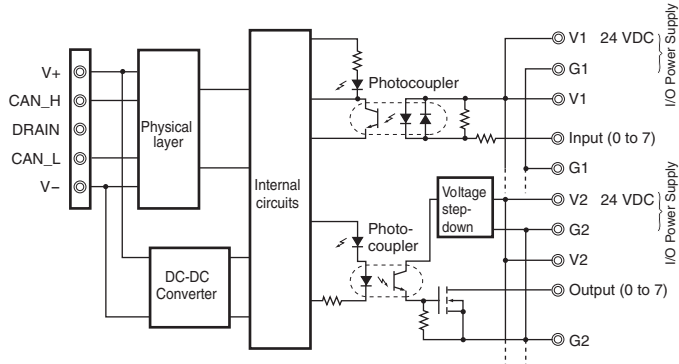 V+
CAN_H
DRAIN
CAN_L
V−
Physical
layer
DC-DC
Converter
Internal
circuits
Photocoupler
Photo-
coupler
Voltage
step-
down
V1 24 VDC
G1
V1
Input (0 to 7)
G1
V2 24 VDC
G2
V2
Output (0 to 7)
G2
I/O Power Supply
I/O Power Supply